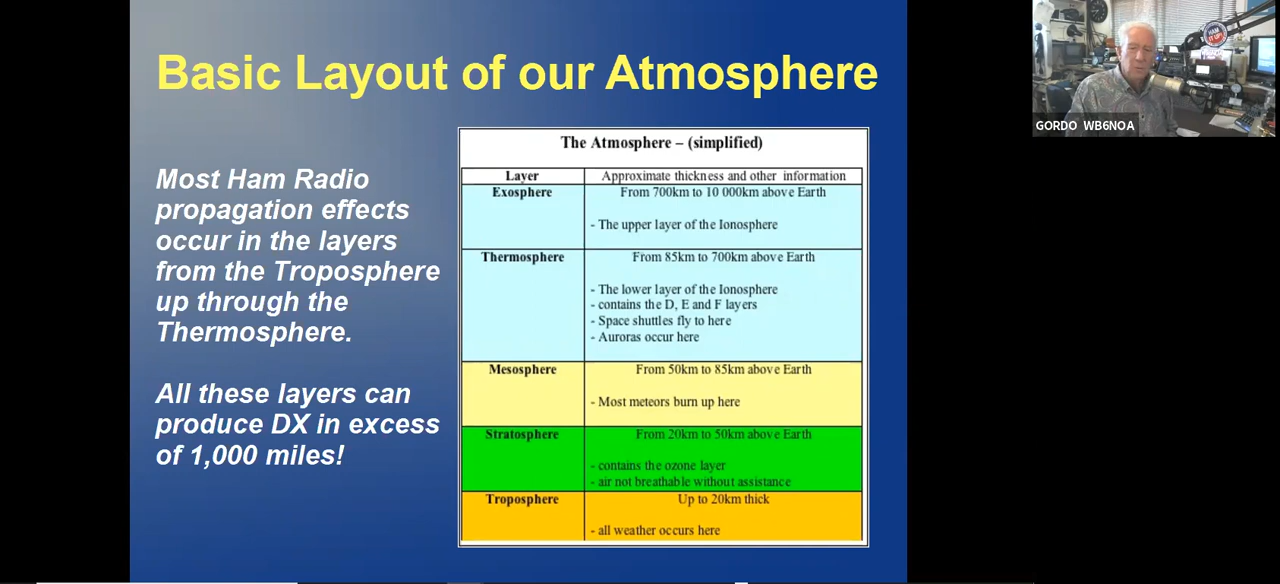 Basic Layout of our Atmosphere
Most Ham Radio
propagation effects
occur in the layers
from the Troposphere
up through the
Thermosphere.
All these layers can
produce DX in excess
of 1,000 miles!
The Atmosphere – (simplified)
Layer Approximate thickness and other information
Exosphere From 700km to 10 000km above Earth
- The upper layer of the Ionosphere
Thermosphere From 85km to 700km above Earth
- The lower layer of the Ionosphere
- contains the D, E and F layers
- Space shuttles fly to here
- Auroras occur here
Mesosphere From 50km to 85km above Earth
- Most meteors burn up here
Stratosphere From 20km to 50km above Earth
- contains the ozone layer
- air not breathable without assistance
Troposphere Up to 20km thick
- all weather occurs here
HAM
IT UP!
GORDO WB6NOA